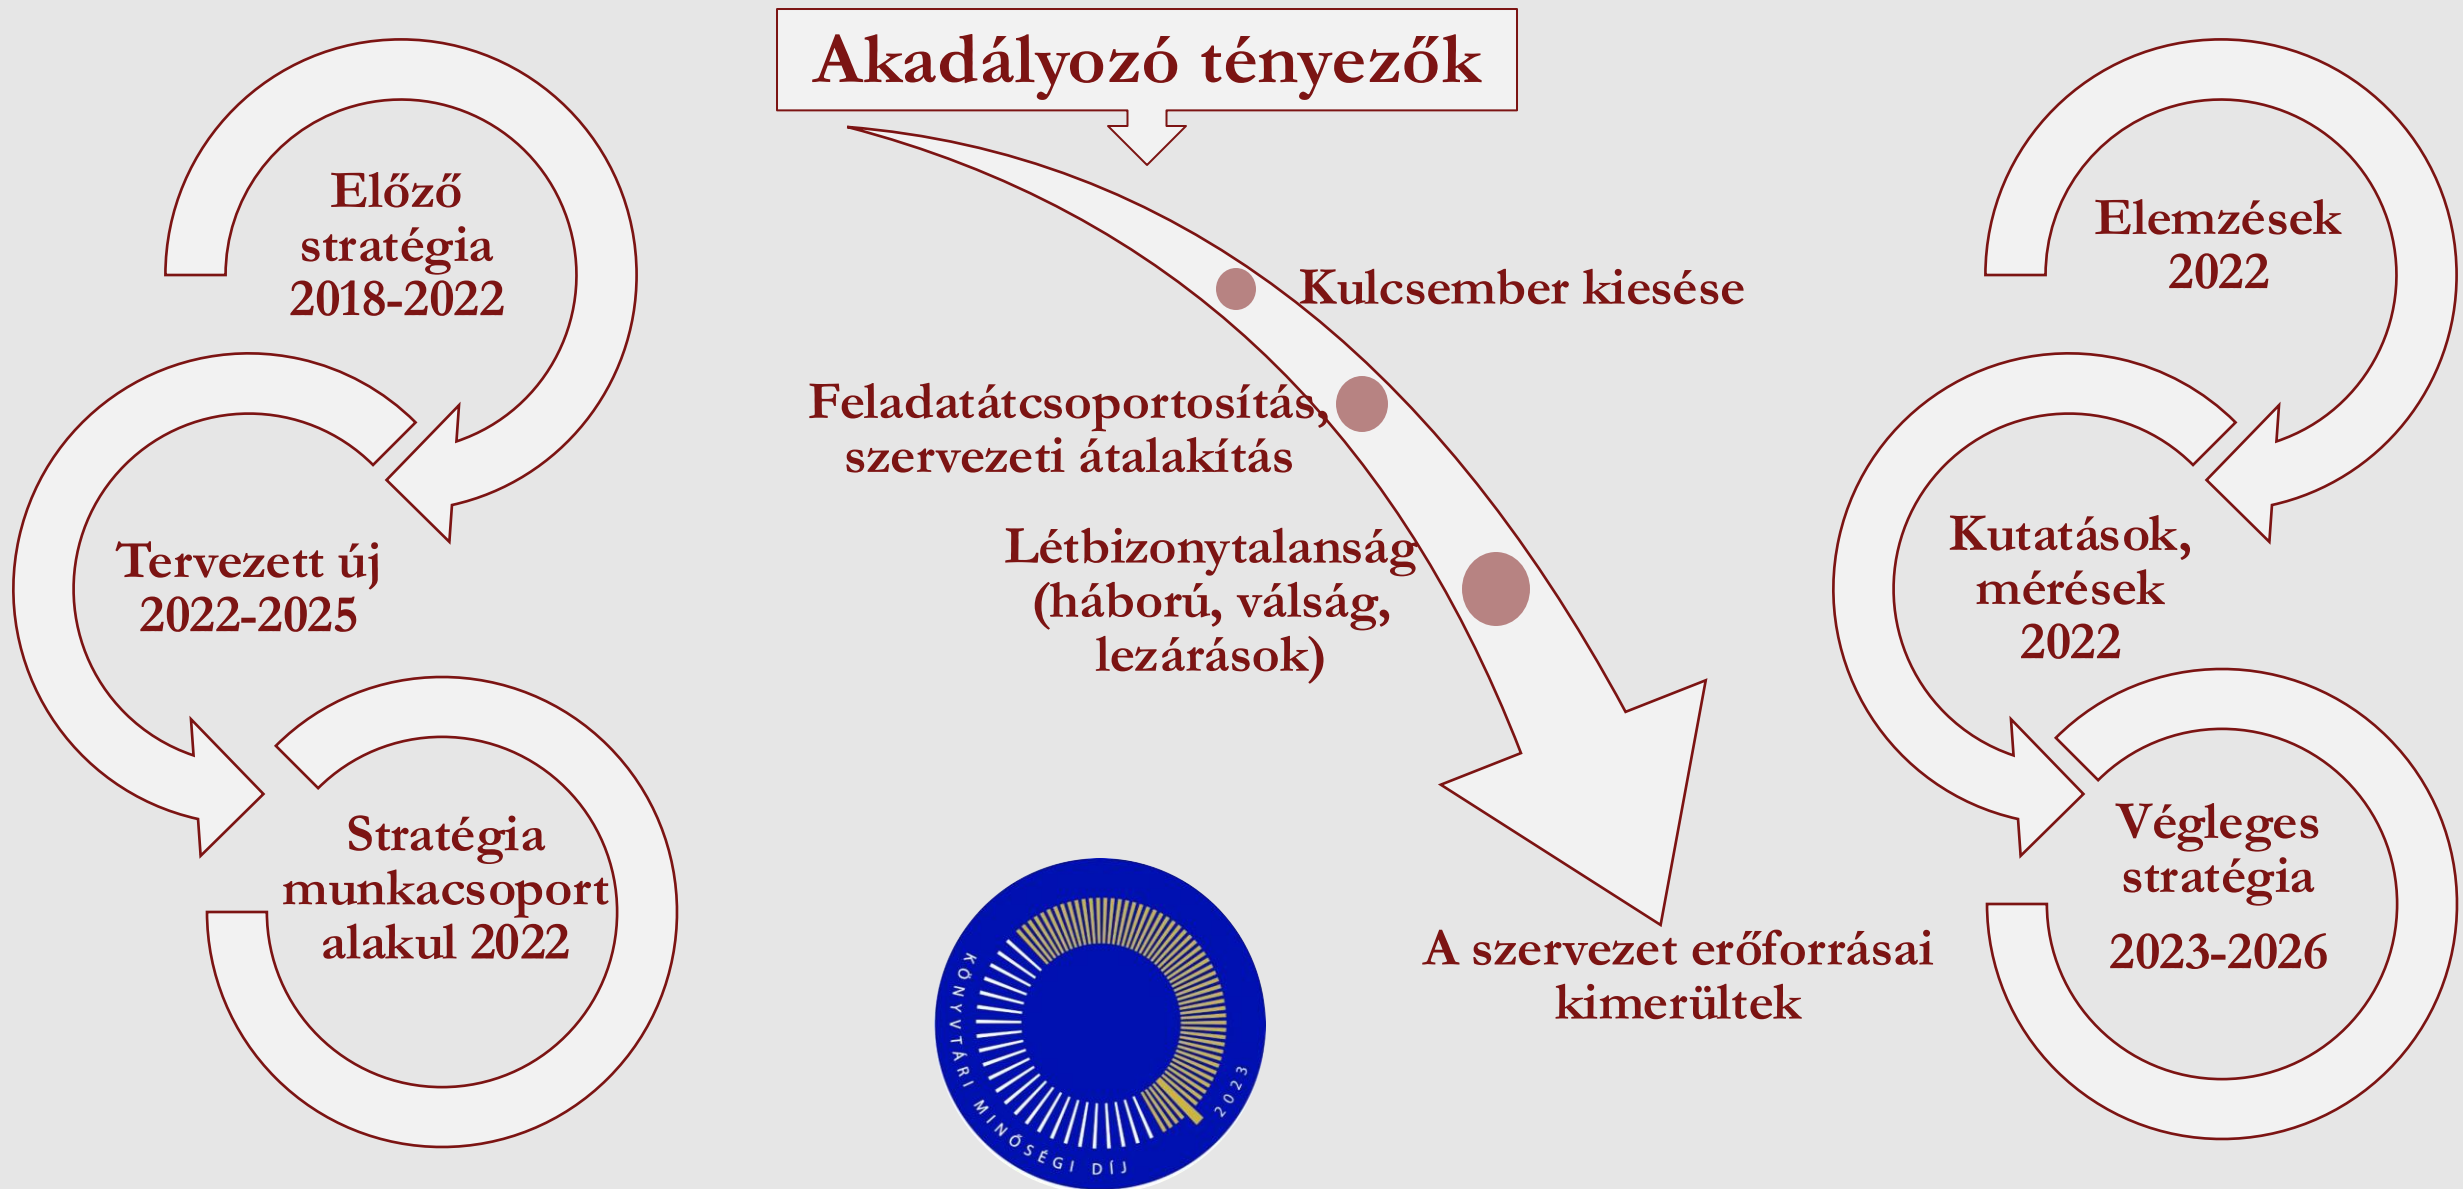 Akadályozó tényezők
Előző
stratégia
2018-2022
Tervezett új
2022-2025
Stratégia
munkacsoport
alakul 2022
Kulcsember kiesése
Feladatátcsoportosítás,
szervezeti átalakítás
Létbizonytalanság
(háború, válság,
lezárások)
A szervezet erőforrásai
kimerültek
KÖNYVTÁRI MINŐSÉGI DÍJ 2023
Elemzések
2022
Kutatások,
mérések
2022
Végleges
stratégia
2023-2026